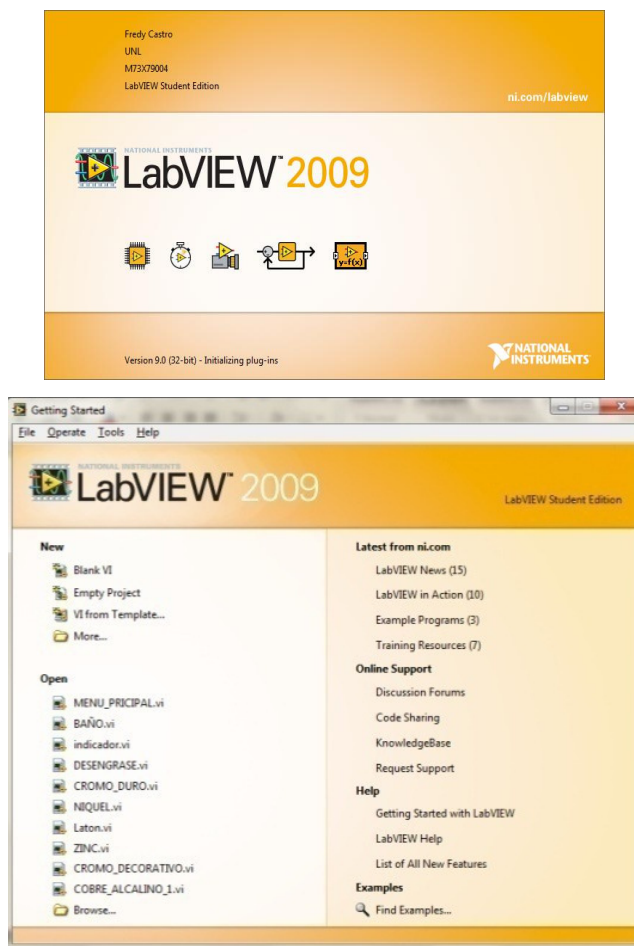 Fredy Castro
UNL
M73X79004
LabVIEW Student Edition
ni.com/labview
NATIONAL INSTRUMENTS
LabVIEW™ 2009
y=f(x)
Version 9.0 (32-bit) - Initializing plug-ins
NATIONAL
INSTRUMENTS
Getting Started
File Operate Tools Help
NATIONAL INSTRUMENTS
LabVIEW™ 2009
LabVIEW Student Edition
New
Blank VI
Empty Project
VI from Template...
More...
Open
MENU_PRICIPAL.vi
BAÑO.vi
indicador.vi
DESENGRASE.vi
CROMO_DURO.vi
NIQUEL.vi
Laton.vi
ZINC.vi
CROMO_DECORATIVO.vi
COBRE_ALCALINO_1.vi
Browse...
Latest from ni.com
LabVIEW News (15)
LabVIEW in Action (10)
Example Programs (3)
Training Resources (7)
Online Support
Discussion Forums
Code Sharing
KnowledgeBase
Request Support
Help
Getting Started with LabVIEW
LabVIEW Help
List of All New Features
Examples
Find Examples...